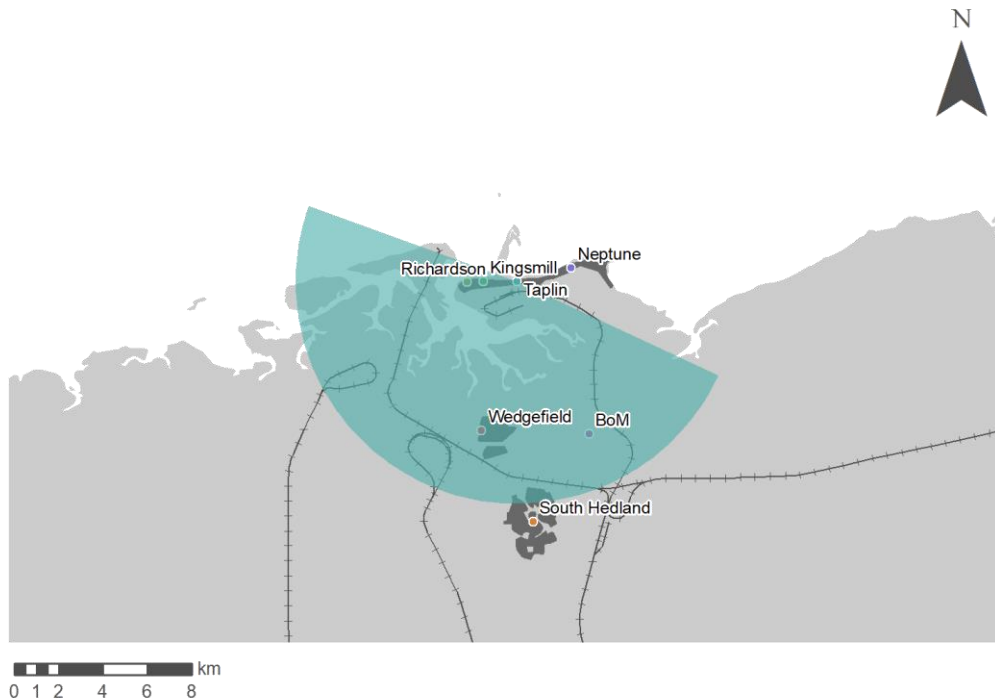 N
Neptune
Richardson Kingsmill
Taplin
Wedgefield
BoM
South Hedland
km
0 1 2 4 6 8